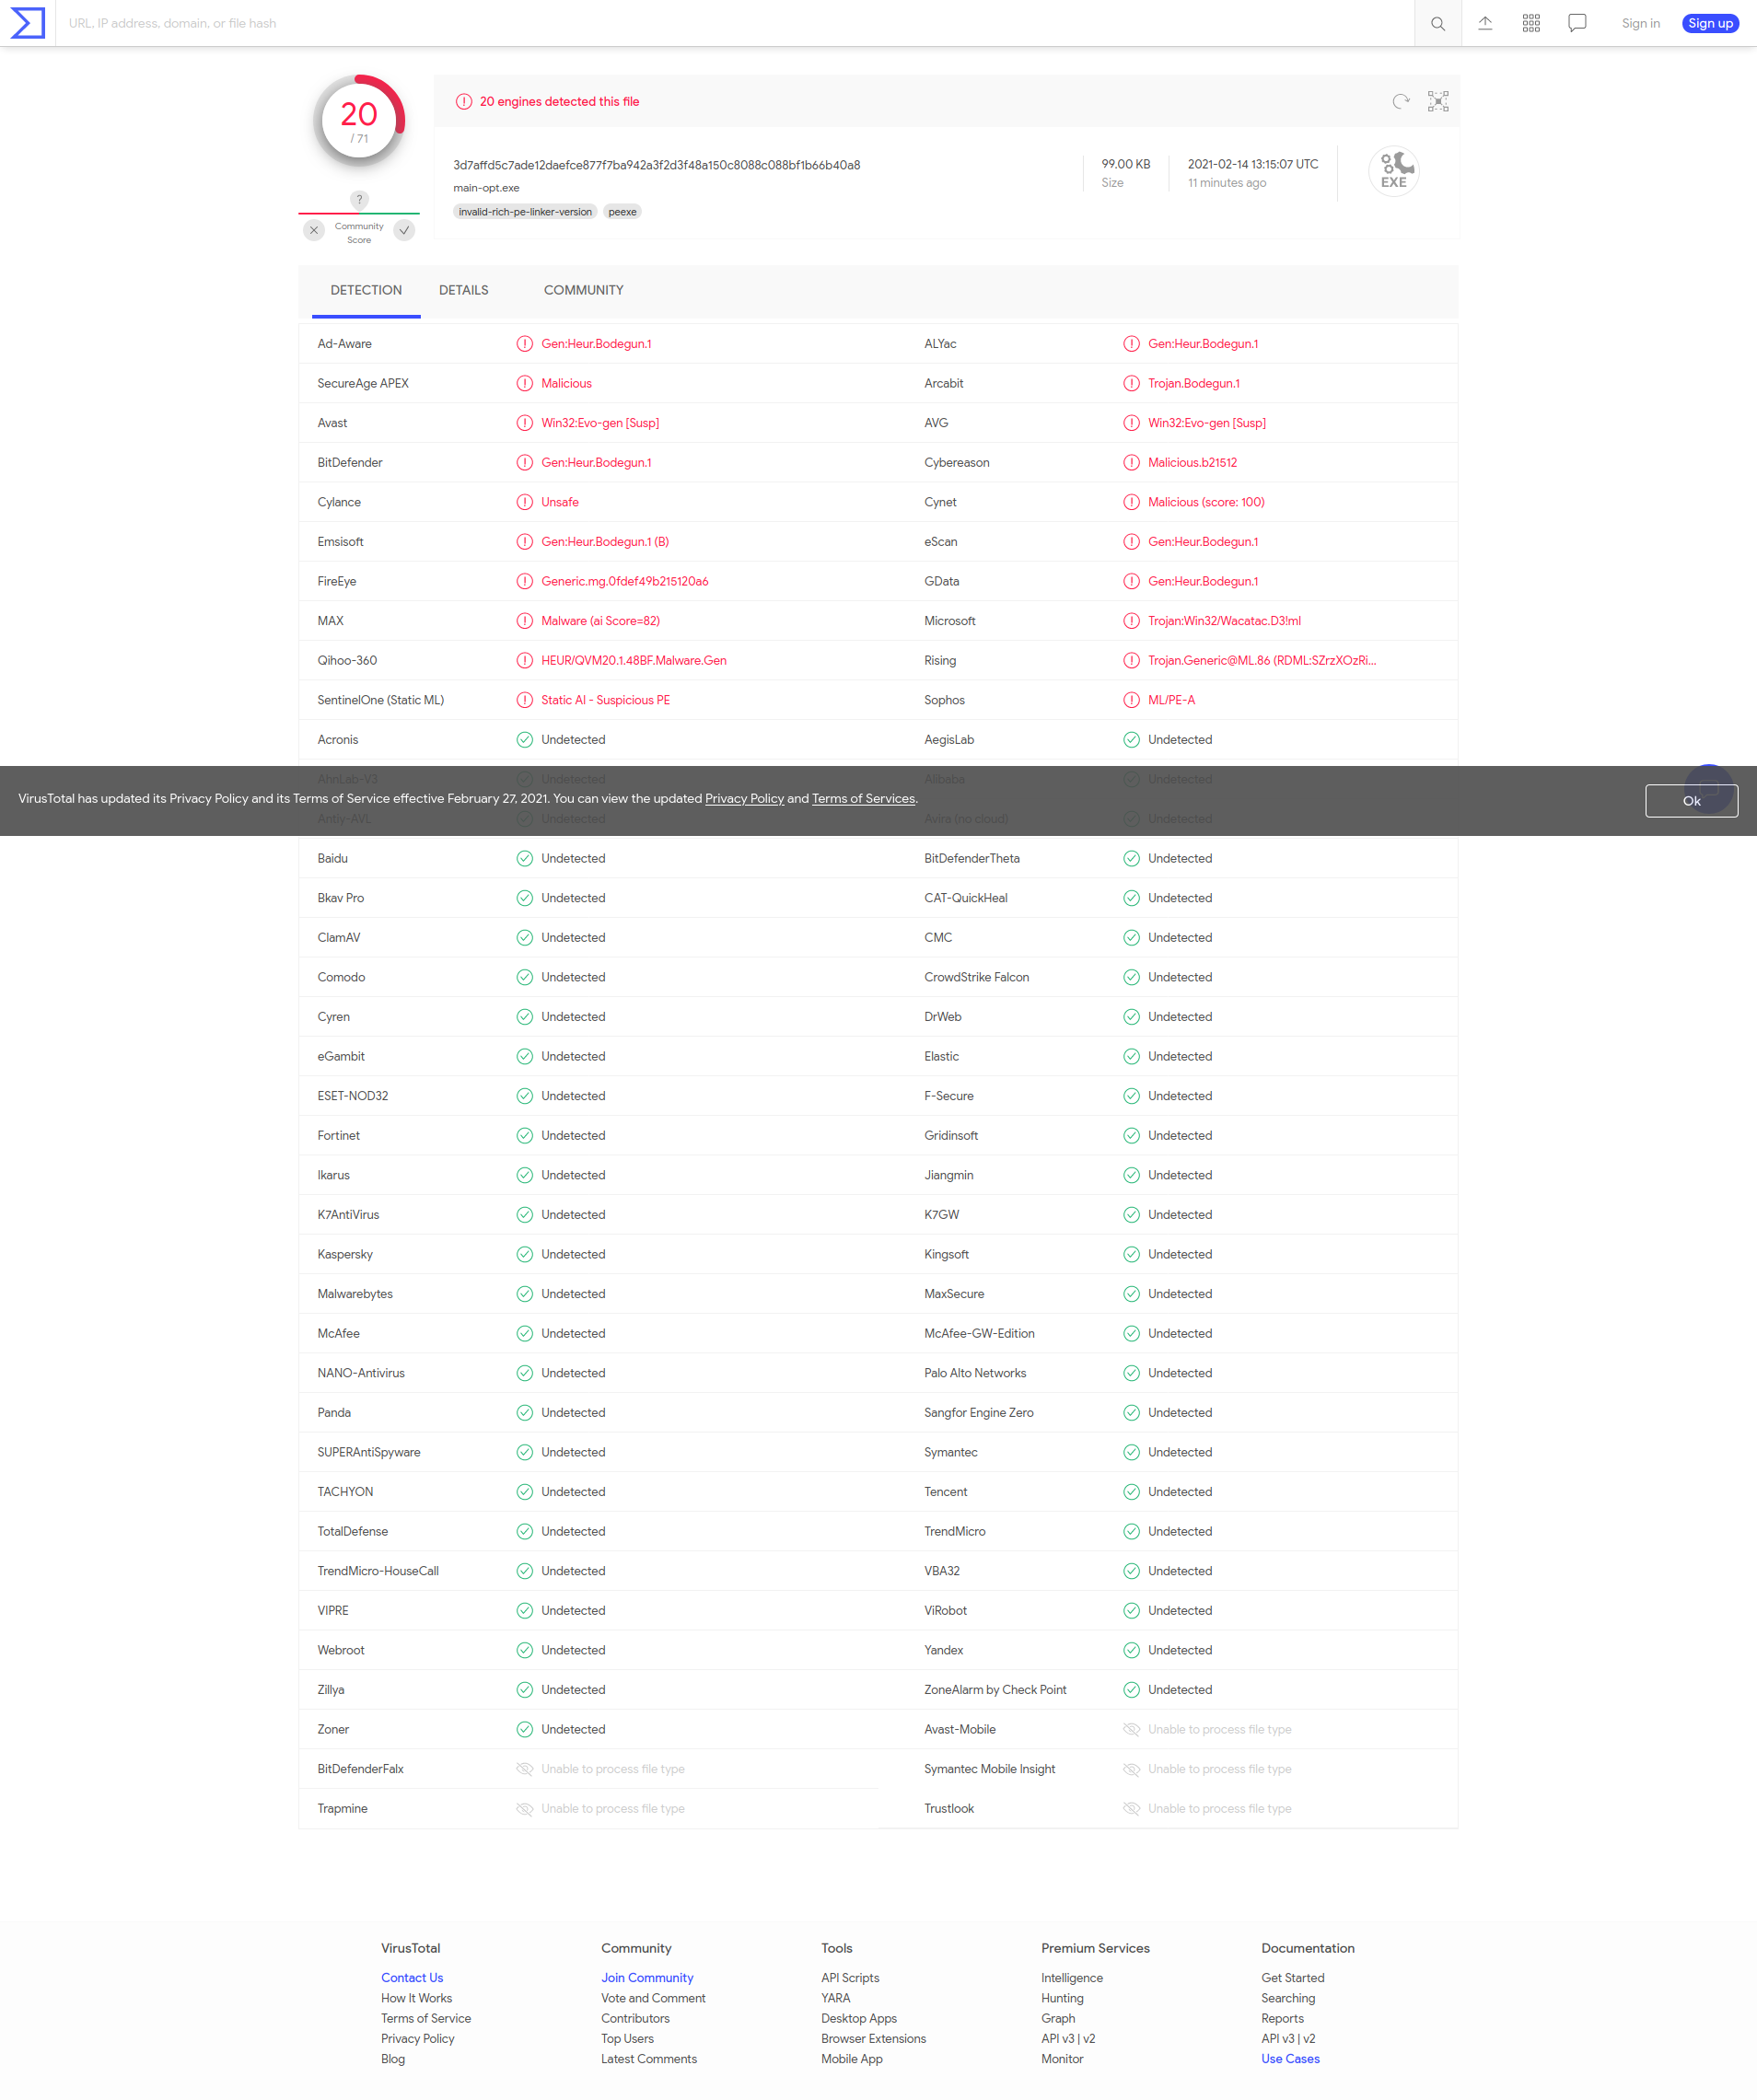 URL, IP address, domain, or file hash
Sign in
Sign up
20
/ 71
?
Community
Score
20 engines detected this file
3d7affd5c7ade12daefce877f7ba942a3f2d3f48a150c8088c088bf1b66b40a8
main-opt.exe
invalid-rich-pe-linker-version peexe
99.00 KB
Size
2021-02-14 13:15:07 UTC
11 minutes ago
EXE
DETECTION DETAILS COMMUNITY
Ad-Aware Gen:Heur.Bodegun.1 ALYac Gen:Heur.Bodegun.1
SecureAge APEX Malicious Arcabit Trojan.Bodegun.1
Avast Win32:Evo-gen [Susp] AVG Win32:Evo-gen [Susp]
BitDefender Gen:Heur.Bodegun.1 Cybereason Malicious.b21512
Cylance Unsafe Cynet Malicious (score: 100)
Emsisoft Gen:Heur.Bodegun.1 (B) eScan Gen:Heur.Bodegun.1
FireEye Generic.mg.0fdef49b215120a6 GData Gen:Heur.Bodegun.1
MAX Malware (ai Score=82) Microsoft Trojan:Win32/Wacatac.D3!ml
Qihoo-360 HEUR/QVM20.1.48BF.Malware.Gen Rising Trojan.Generic@ML.86 (RDML:SZrzXOzRi...
SentinelOne (Static ML) Static AI - Suspicious PE Sophos ML/PE-A
Acronis Undetected AegisLab Undetected
AhnLab-V3 Undetected Alibaba Undetected
VirusTotal has updated its Privacy Policy and its Terms of Service effective February 27, 2021. You can view the updated Privacy Policy and Terms of Services. Ok
Antiy-AVL Undetected Avira (no cloud) Undetected
Baidu Undetected BitDefenderTheta Undetected
Bkav Pro Undetected CAT-QuickHeal Undetected
ClamAV Undetected CMC Undetected
Comodo Undetected CrowdStrike Falcon Undetected
Cyren Undetected DrWeb Undetected
eGambit Undetected Elastic Undetected
ESET-NOD32 Undetected F-Secure Undetected
Fortinet Undetected Gridinsoft Undetected
Ikarus Undetected Jiangmin Undetected
K7AntiVirus Undetected K7GW Undetected
Kaspersky Undetected Kingsoft Undetected
Malwarebytes Undetected MaxSecure Undetected
McAfee Undetected McAfee-GW-Edition Undetected
NANO-Antivirus Undetected Palo Alto Networks Undetected
Panda Undetected Sangfor Engine Zero Undetected
SUPERAntiSpyware Undetected Symantec Undetected
TACHYON Undetected Tencent Undetected
TotalDefense Undetected TrendMicro Undetected
TrendMicro-HouseCall Undetected VBA32 Undetected
VIPRE Undetected ViRobot Undetected
Webroot Undetected Yandex Undetected
Zillya Undetected ZoneAlarm by Check Point Undetected
Zoner Undetected Avast-Mobile Unable to process file type
BitDefenderFalx Unable to process file type Symantec Mobile Insight Unable to process file type
Trapmine Unable to process file type Trustlook Unable to process file type
VirusTotal Community Tools Premium Services Documentation
Contact Us Join Community API Scripts Intelligence Get Started
How It Works Vote and Comment YARA Hunting Searching
Terms of Service Contributors Desktop Apps Graph Reports
Privacy Policy Top Users Browser Extensions API v3 | v2 API v3 | v2
Blog Latest Comments Mobile App Monitor Use Cases